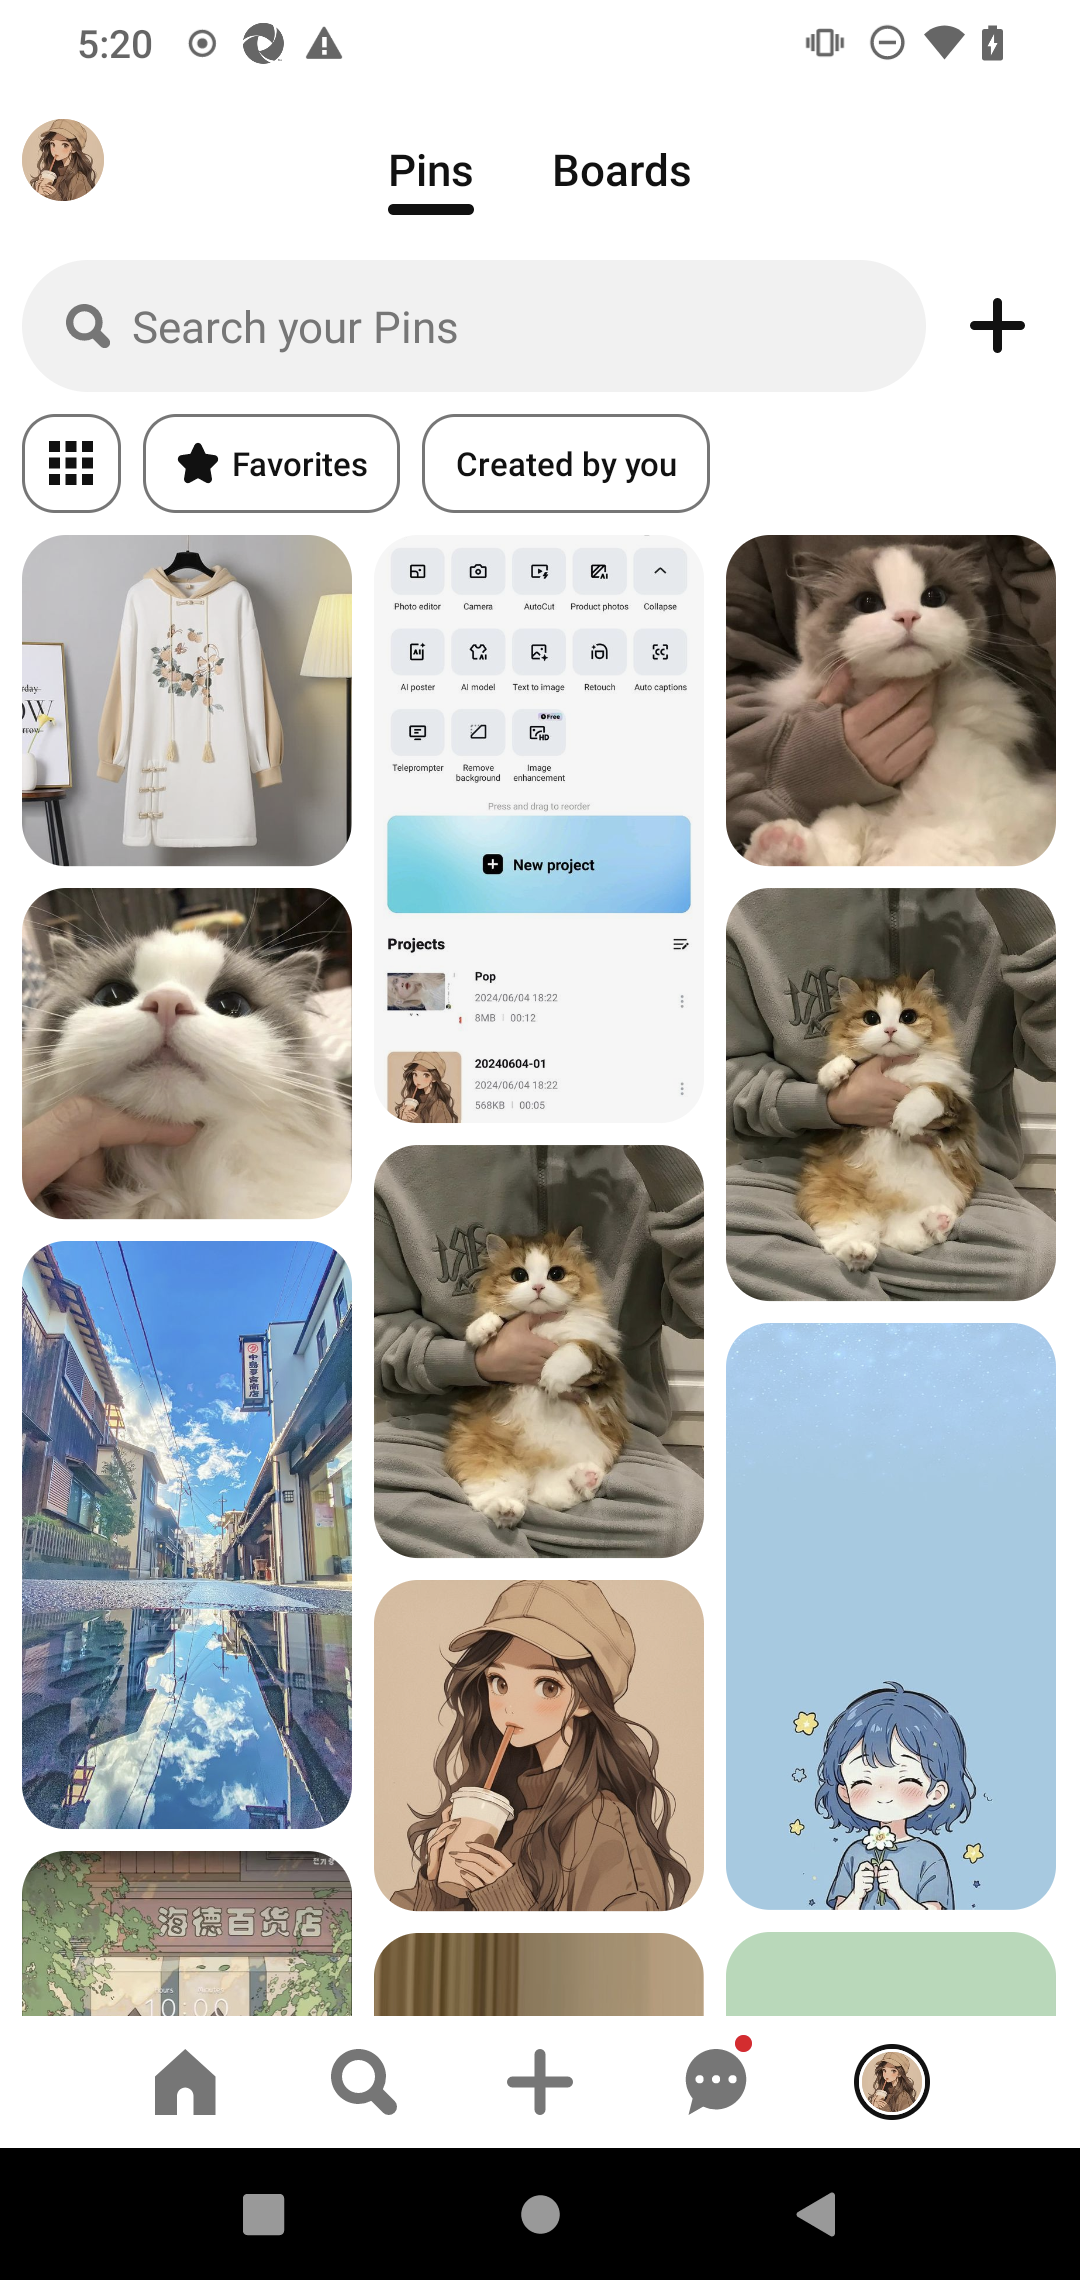 5:20
Pins Boards
Search your Pins
Favorites
Created by you
Photo editor Camera AutoCut Product photos Collapse
AI poster AI model Text to image Retouch Auto captions
Free
HD
Teleprompter Remove background Image enhancement
Press and drag to reorder
New project
Projects
Pop
2024/06/04 18:22
8MB 00:12
20240604-01
2024/06/04 18:22
568KB 00:05
海德百货店
10:00